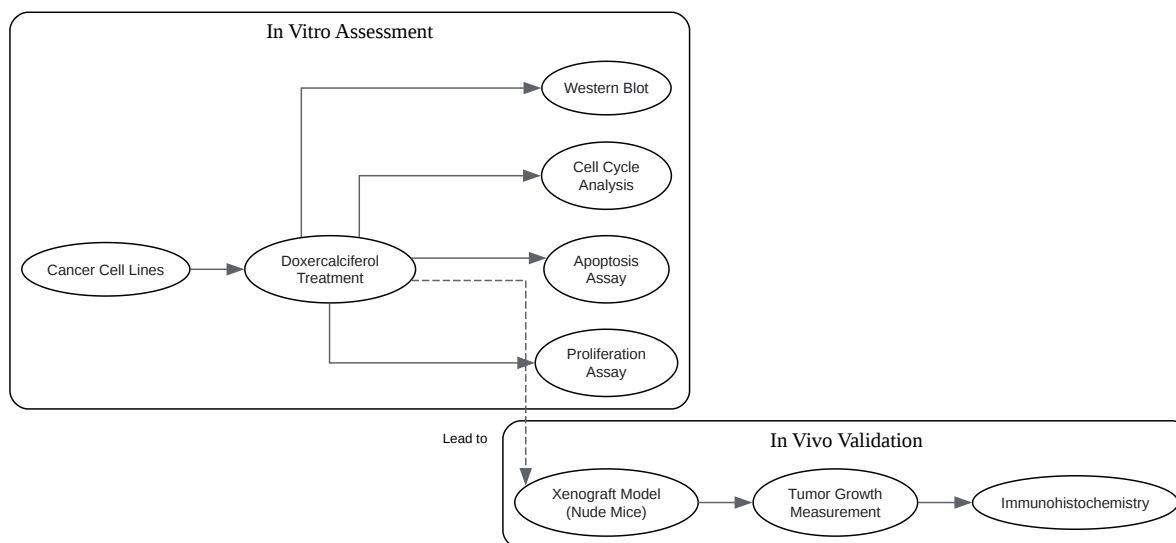 In Vitro Assessment
Western Blot
Cell Cycle
Analysis
Cancer Cell Lines
Doxercalciferol
Treatment
Apoptosis
Assay
Proliferation
Assay
Lead to
In Vivo Validation
Xenograft Model
(Nude Mice)
Tumor Growth
Measurement
Immunohistochemistry